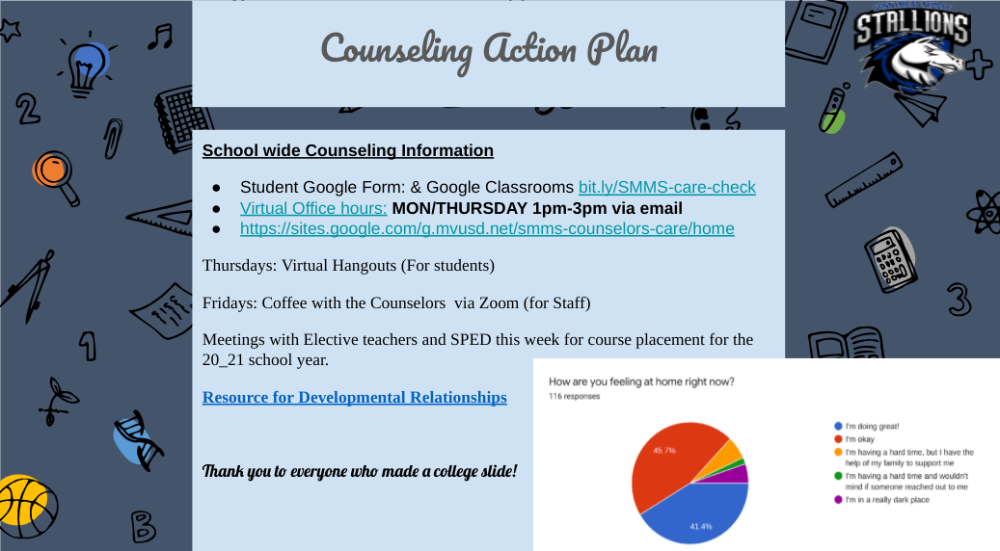 Counseling Action Plan
STALLIONS
School wide Counseling Information
● Student Google Form: & Google Classrooms bit.ly/SMMS-care-check
● Virtual Office hours: MON/THURSDAY 1pm-3pm via email
● https://sites.google.com/g.mvusd.net/smms-counselors-care/home
Thursdays: Virtual Hangouts (For students)
Fridays: Coffee with the Counselors via Zoom (for Staff)
Meetings with Elective teachers and SPED this week for course placement for the
20_21 school year.
Resource for Developmental Relationships
Thank you to everyone who made a college slide!
How are you feeling at home right now?
116 responses
45.7%
41.4%
I'm doing great!
I'm okay
I'm having a hard time, but I have the
help of my family to support me
I'm having a hard time and wouldn't
mind if someone reached out to me
I'm in a really dark place
2
1
3
B